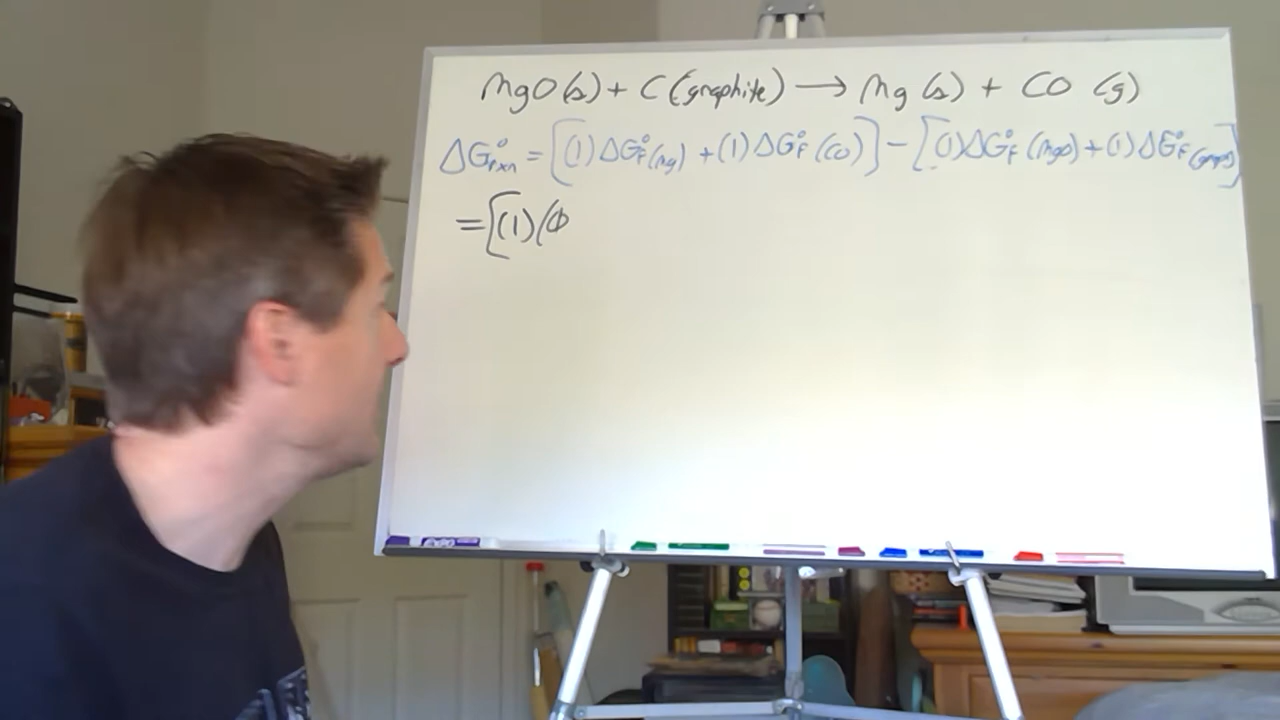 MgO(s) + C(graphite) → Mg (s) + CO (g)
ΔG°rxn = [(1)ΔG°f(Mg) + (1)ΔG°f(CO)] - [(1)ΔG°f(MgO) + (1)ΔG°f(graph)]
= [(1)(0
EXPO